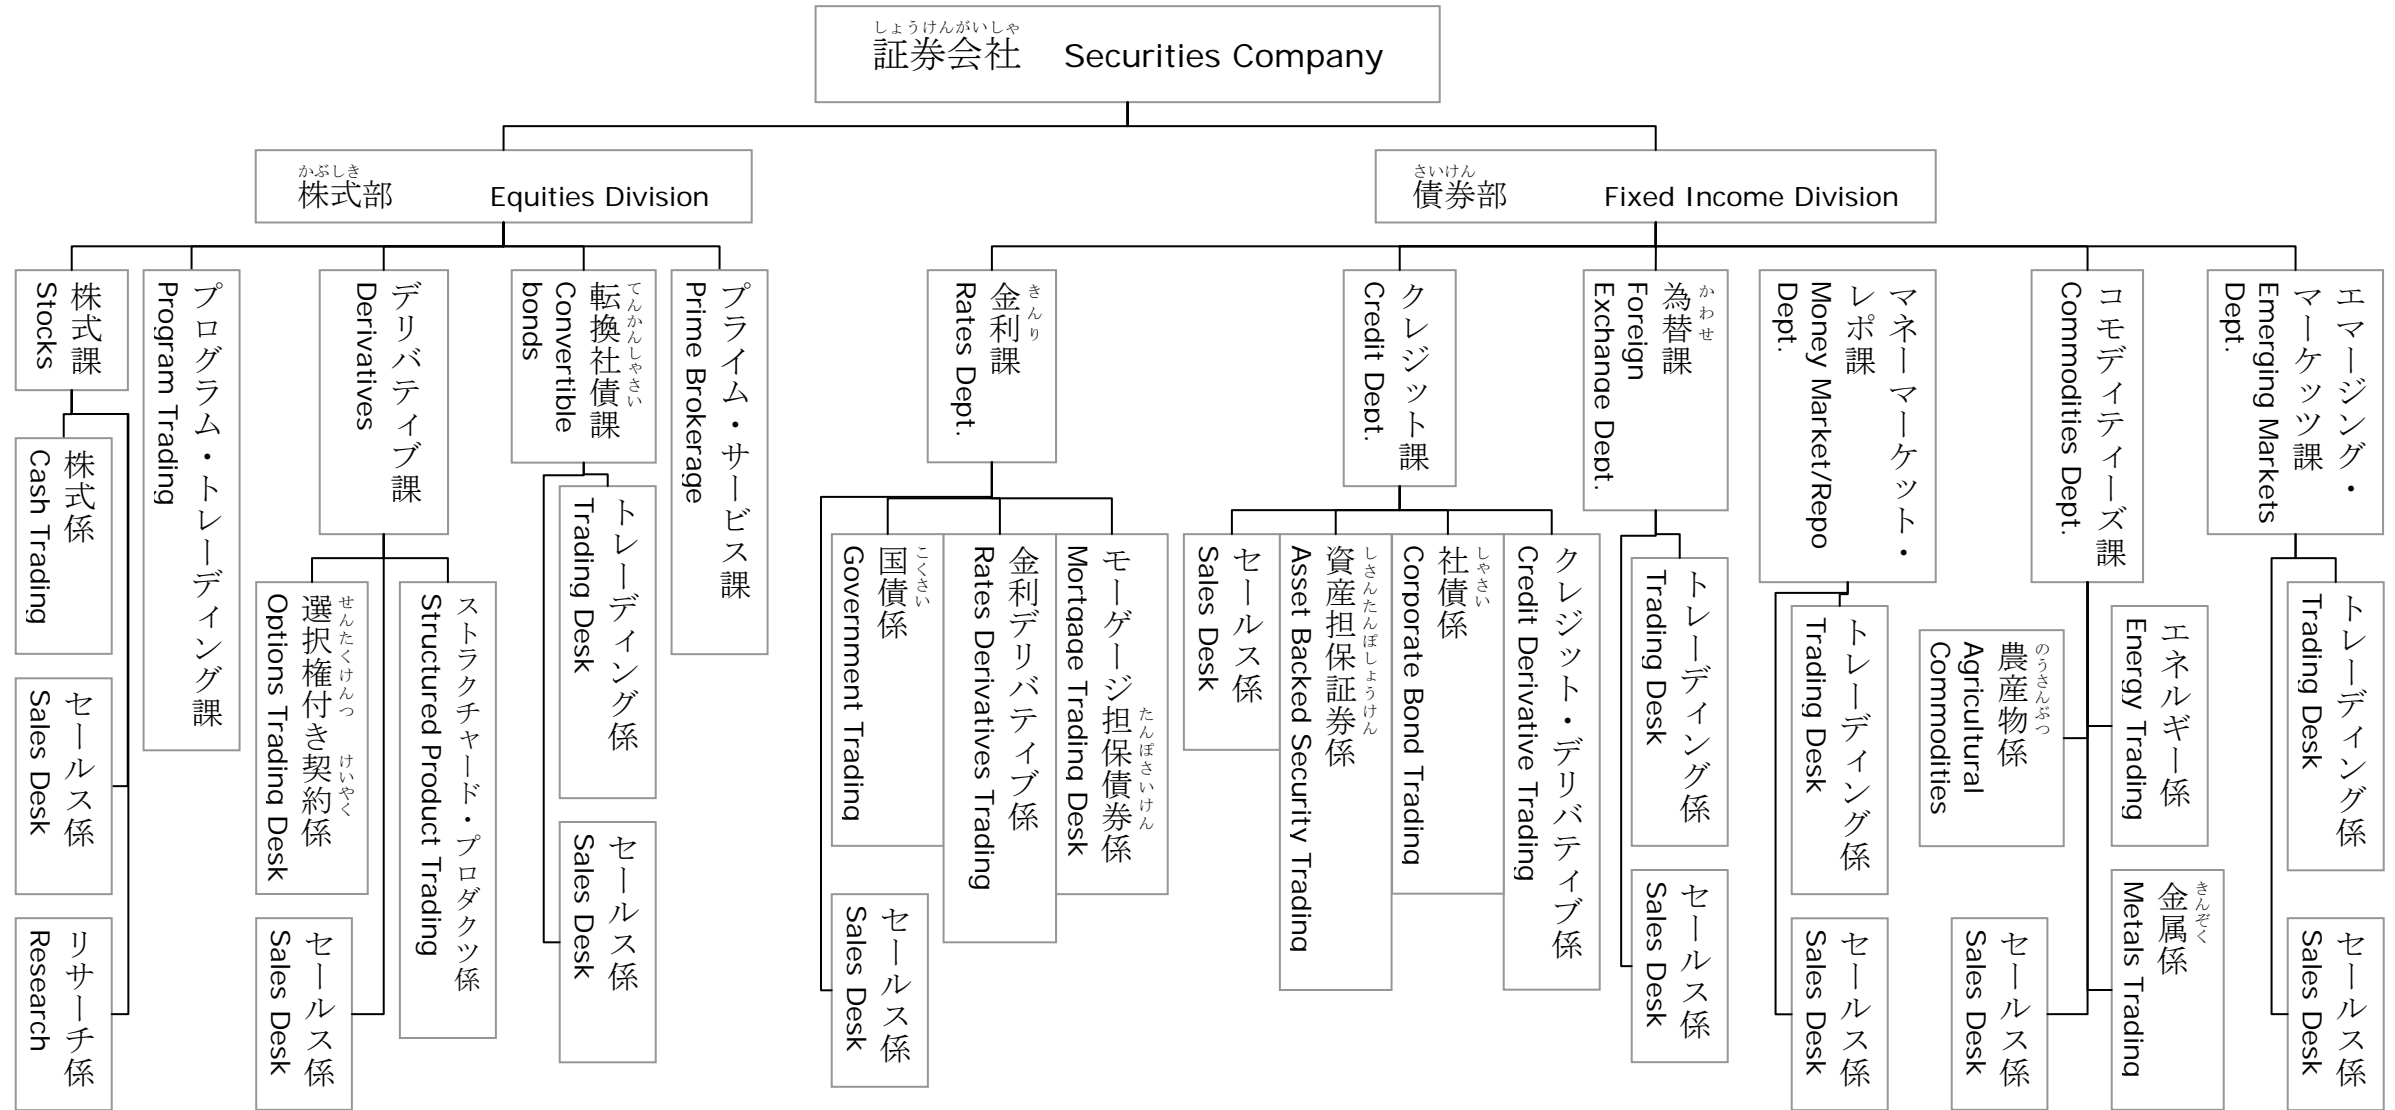 しょうけんがいしゃ
証券会社 Securities Company
かぶしき
株式部 Equities Division
さいけん
債券部 Fixed Income Division
株式課
Stocks
株式係
Cash Trading
セールス係
Sales Desk
リサーチ係
Research
プログラム・トレーディング課
Program Trading
デリバティブ課
Derivatives
せんたくけんつ けいやく
選択権付き契約係
Options Trading Desk
ストラクチャード・プロダクツ係
Structured Product Trading
セールス係
Sales Desk
てんかんしゃさい
転換社債課
Convertible
bonds
トレーディング係
Trading Desk
セールス係
Sales Desk
プライム・サービス課
Prime Brokerage
きんり
金利課
Rates Dept.
こくさい
国債係
Government Trading
金利デリバティブ係
Rates Derivatives Trading
たんぽさいけん
モーゲージ担保債券係
Mortgage Trading Desk
セールス係
Sales Desk
クレジット課
Credit Dept.
セールス係
Sales Desk
しさんたんぽしょうけん
資産担保証券係
Asset Backed Security Trading
しゃさい
社債係
Corporate Bond Trading
クレジット・デリバティブ係
Credit Derivative Trading
かわせ
為替課
Foreign
Exchange Dept.
トレーディング係
Trading Desk
セールス係
Sales Desk
マネーマーケット・
レポ課
Money Market/Repo
Dept.
トレーディング係
Trading Desk
セールス係
Sales Desk
コモディティーズ課
Commodities Dept.
のうさんぶつ
農産物係
Agricultural
Commodities
エネルギー係
Energy Trading
きんぞく
金属係
Metals Trading
セールス係
Sales Desk
エマージング・
マーケッツ課
Emerging Markets
Dept.
トレーディング係
Trading Desk
セールス係
Sales Desk